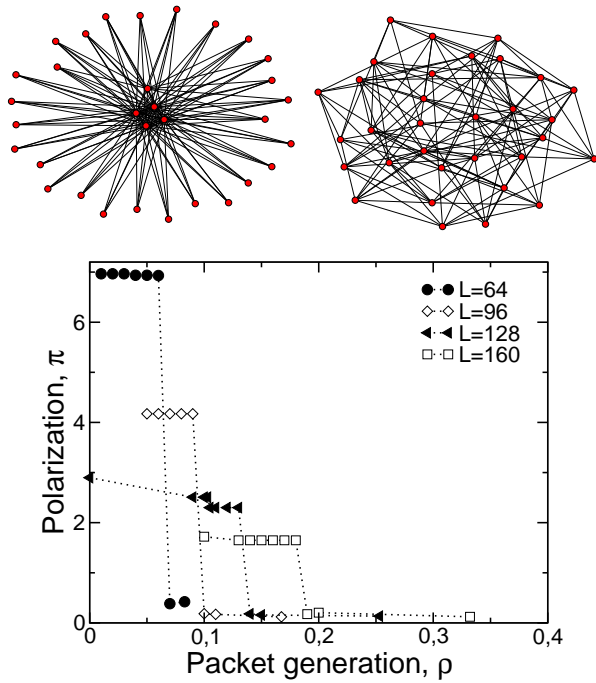 Polarization, π
6
4
2
0
L=64
L=96
L=128
L=160
0
0,1
0,2
0,3
0,4
Packet generation, ρ